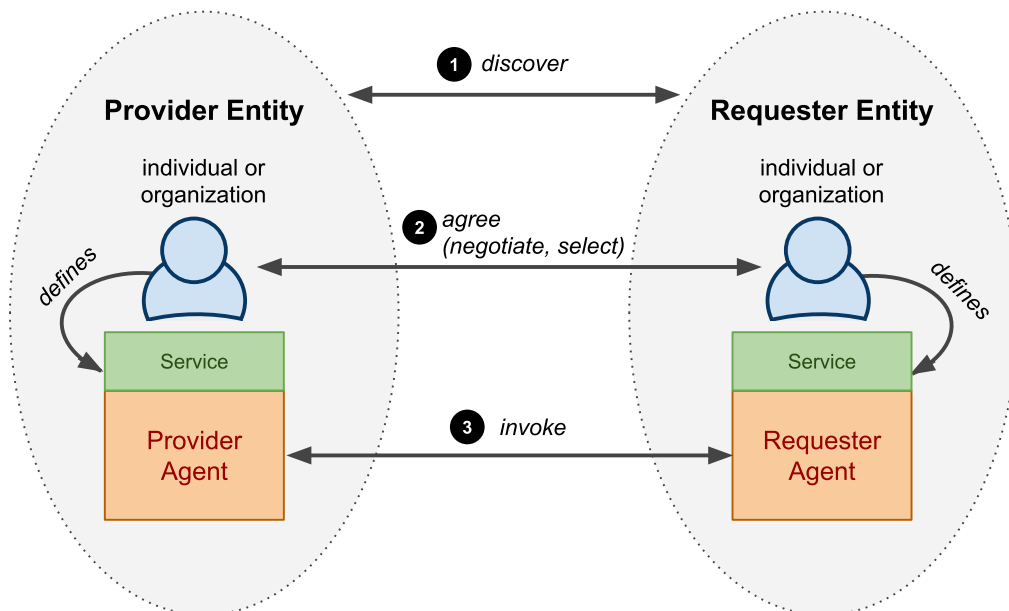 1 discover
Provider Entity
Requester Entity
individual or
organization
individual or
organization
2 agree
(negotiate, select)
defines
defines
Service
Service
3 invoke
Provider
Agent
Requester
Agent